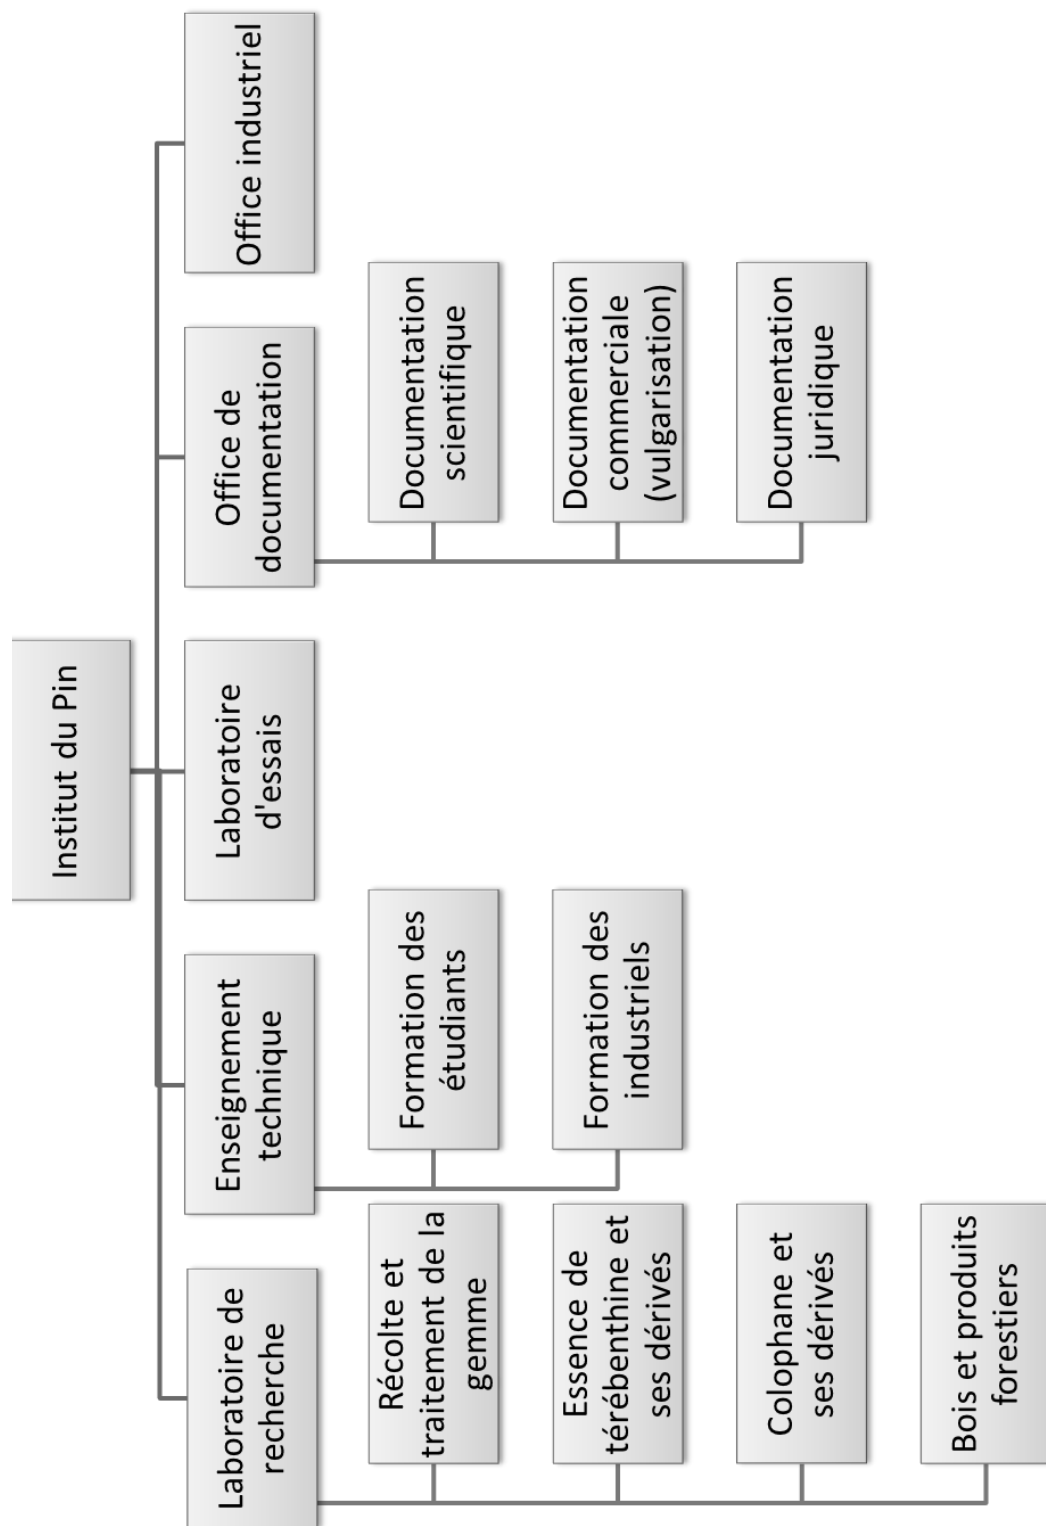 Institut du Pin
Laboratoire de
recherche
Récolte et
traitement de la
gemme
Essence de
térébenthine et
ses dérivés
Colophane et
ses dérivés
Bois et produits
forestiers
Enseignement
technique
Formation des
étudiants
Formation des
industriels
Laboratoire
d'essais
Office de
documentation
Documentation
scientifique
Documentation
commerciale
(vulgarisation)
Documentation
juridique
Office industriel